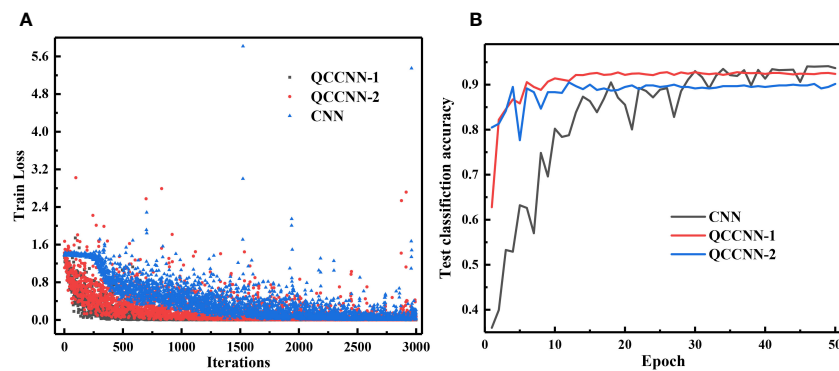 A
Train Loss
5.6
4.8
4.0
3.2
2.4
1.6
0.8
0.0
QCCNN-1
QCCNN-2
CNN
0 500 1000 1500 2000 2500 3000
Iterations
B
Test classifiction accuracy
0.9
0.8
0.7
0.6
0.5
0.4
CNN
QCCNN-1
QCCNN-2
0 10 20 30 40 50
Epoch